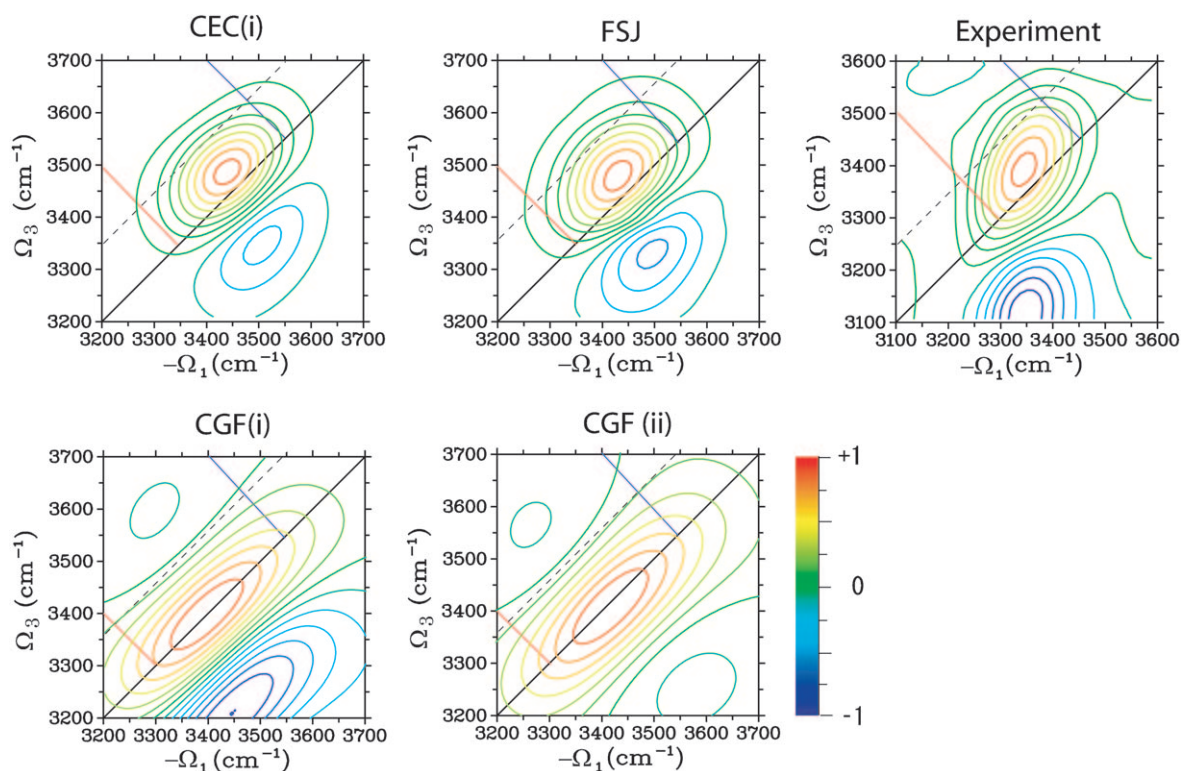 CEC(i) FSJ Experiment
3700 3700 3600
3600 3600 3500
Ω3 (cm−1) 3500 Ω3 (cm−1) 3500 Ω3 (cm−1) 3400
3400 3400 3300
3300 3300 3200
3200 3200 3100
3200 3300 3400 3500 3600 3700 3200 3300 3400 3500 3600 3700 3100 3200 3300 3400 3500 3600
−Ω1(cm−1) −Ω1(cm−1) −Ω1(cm−1)
CGF(i) CGF (ii)
3700 3700 +1
3600 3600
Ω3 (cm−1) 3500 Ω3 (cm−1) 3500
3400 3400 0
3300 3300
3200 3200 -1
3200 3300 3400 3500 3600 3700 3200 3300 3400 3500 3600 3700
−Ω1(cm−1) −Ω1(cm−1)